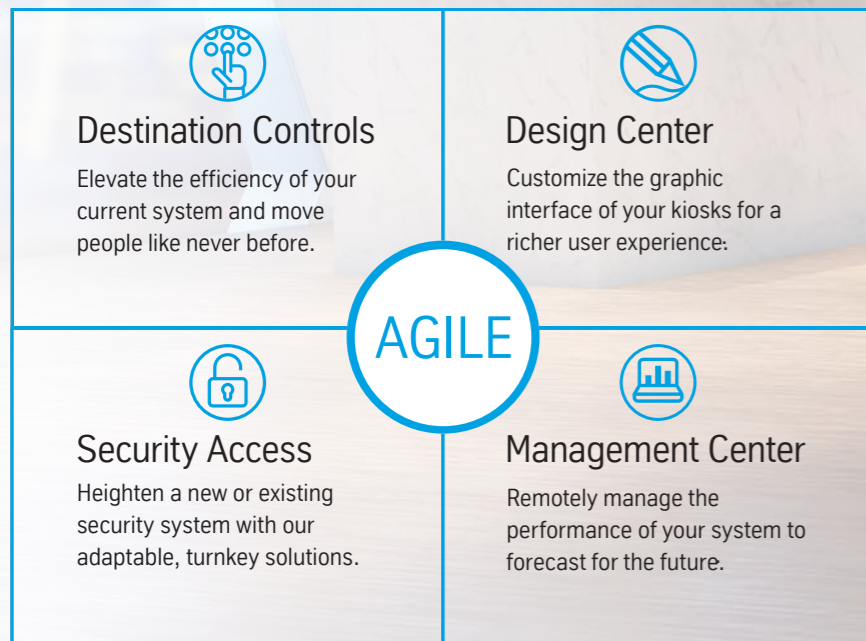 Destination Controls
Elevate the efficiency of your
current system and move
people like never before.
Design Center
Customize the graphic
interface of your kiosks for a
richer user experience.
AGILE
Security Access
Heighten a new or existing
security system with our
adaptable, turnkey solutions.
Management Center
Remotely manage the
performance of your system to
forecast for the future.